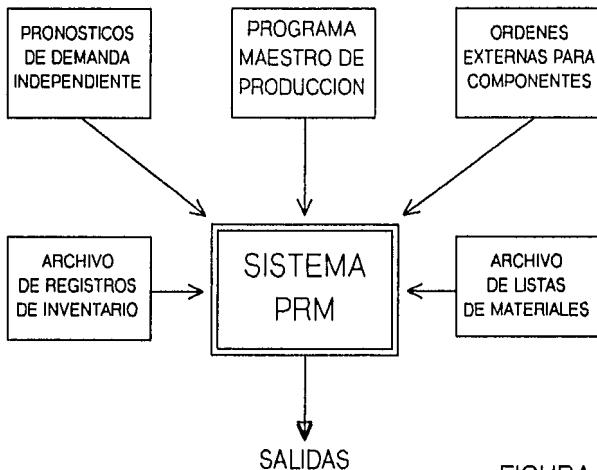 PRONOSTICOS
DE DEMANDA
INDEPENDIENTE
PROGRAMA
MAESTRO DE
PRODUCCION
ORDENES
EXTERNAS PARA
COMPONENTES
ARCHIVO
DE REGISTROS
DE INVENTARIO
SISTEMA
PRM
ARCHIVO
DE LISTAS
DE MATERIALES
SALIDAS